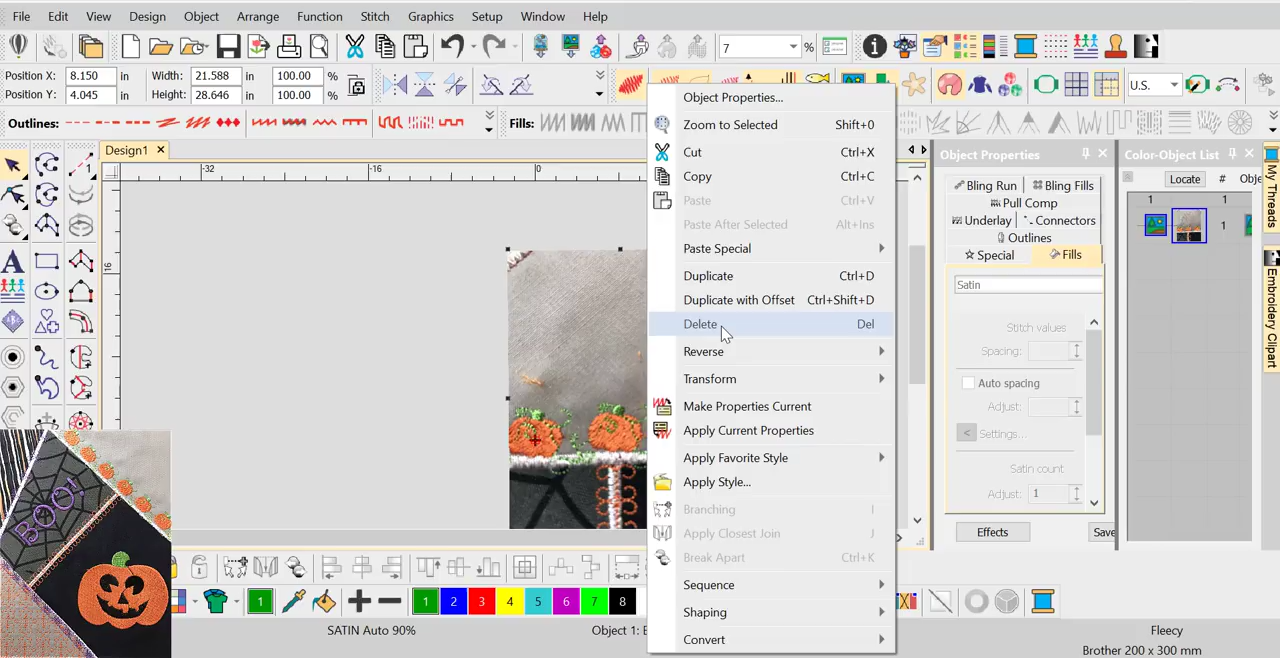 File Edit View Design Object Arrange Function Stitch Graphics Setup Window Help
7 %
Position X: 8.150 in Width: 21.588 in 100.00 %
Position Y: 4.045 in Height: 28.646 in 100.00 %
U.S.
Outlines: Fills:
Design1
-32 -16 0
16
Object Properties...
Zoom to Selected Shift+0
Cut Ctrl+X
Copy Ctrl+C
Paste Ctrl+V
Paste After Selected Alt+Ins
Paste Special
Duplicate Ctrl+D
Duplicate with Offset Ctrl+Shift+D
Delete Del
Reverse
Transform
Make Properties Current
Apply Current Properties
Apply Favorite Style
Apply Style...
Branching I
Apply Closest Join J
Break Apart Ctrl+K
Sequence
Shaping
Convert
Object Properties
Bling Run Bling Fills
Pull Comp
Underlay Connectors
Outlines
Special Fills
Satin
Stitch values
Spacing:
Auto spacing
Adjust:
< Settings...
Satin count
Adjust: 1
Effects Save
Color-Object List
Locate # Obje
1 1
1
My Threads
Embroidery Clipart
BOO!
1 1 2 3 4 5 6 7 8
SATIN Auto 90% Object 1: Fleecy
Brother 200 x 300 mm